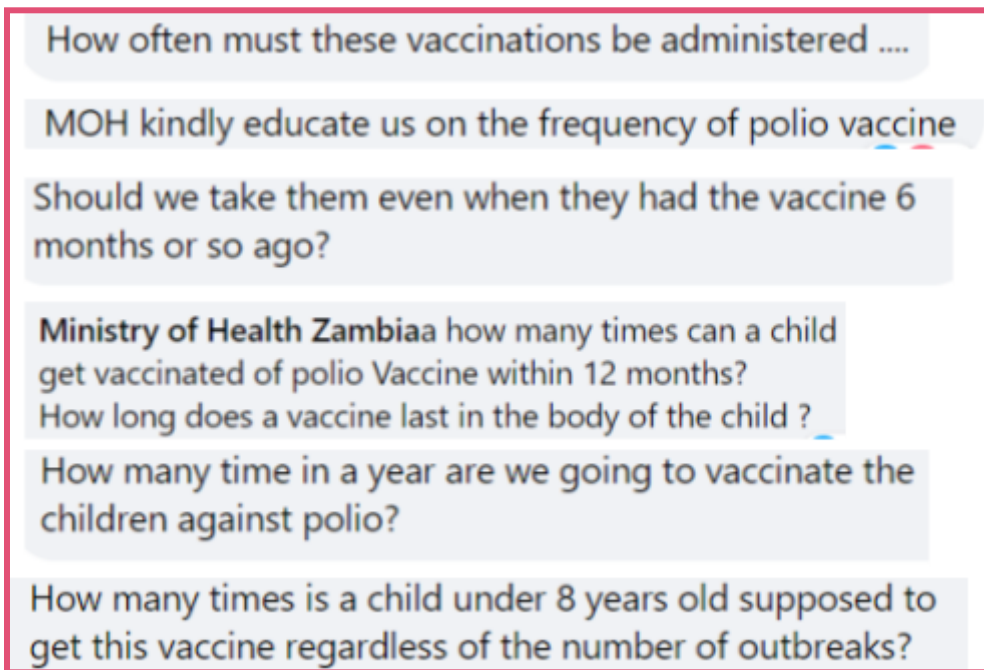 How often must these vaccinations be administered ....
MOH kindly educate us on the frequency of polio vaccine
Should we take them even when they had the vaccine 6
months or so ago?
Ministry of Health Zambiaa how many times can a child
get vaccinated of polio Vaccine within 12 months?
How long does a vaccine last in the body of the child ?
How many time in a year are we going to vaccinate the
children against polio?
How many times is a child under 8 years old supposed to
get this vaccine regardless of the number of outbreaks?